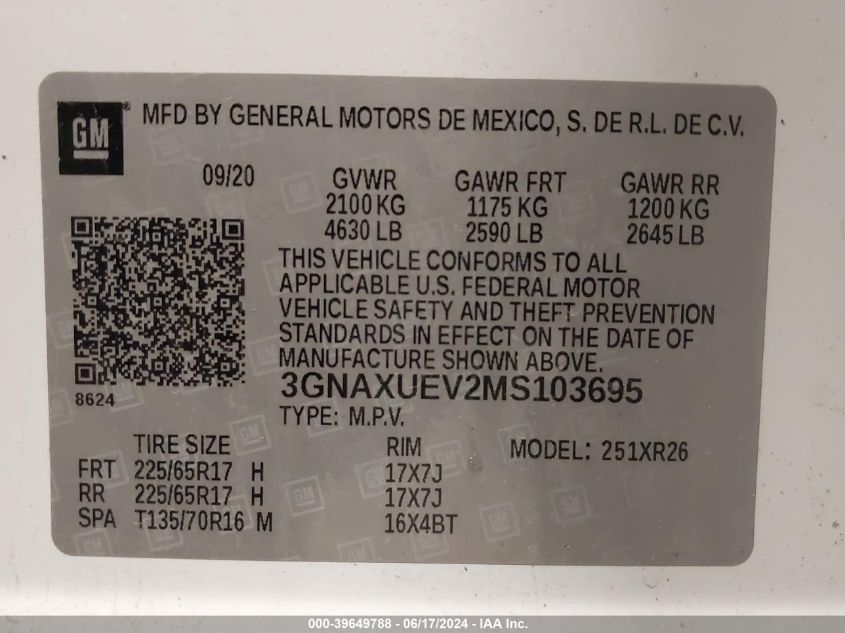 GM® MFD BY GENERAL MOTORS DE MEXICO, S. DE R.L. DE C.V.
09/20 GVWR GAWR FRT GAWR RR
2100 KG 1175 KG 1200 KG
4630 LB 2590 LB 2645 LB
THIS VEHICLE CONFORMS TO ALL
APPLICABLE U.S. FEDERAL MOTOR
VEHICLE SAFETY AND THEFT PREVENTION
STANDARDS IN EFFECT ON THE DATE OF
MANUFACTURE SHOWN ABOVE.
3GNAXUEV2MS103695
8624
TYPE: M.P.V.
TIRE SIZE RIM MODEL: 251XR26
FRT 225/65R17 H 17X7J
RR 225/65R17 H 17X7J
SPA T135/70R16 M 16X4BT
000-39649788 - 06/17/2024 - IAA Inc.